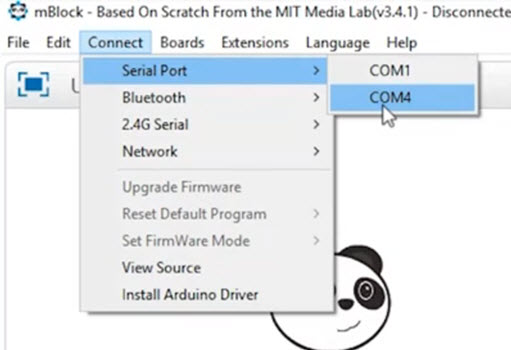 mBlock - Based On Scratch From the MIT Media Lab(v3.4.1) - Disconnecte
File Edit Connect Boards Extensions Language Help
Serial Port
COM1
Bluetooth
COM4
2.4G Serial
Network
Upgrade Firmware
Reset Default Program
Set FirmWare Mode
View Source
Install Arduino Driver